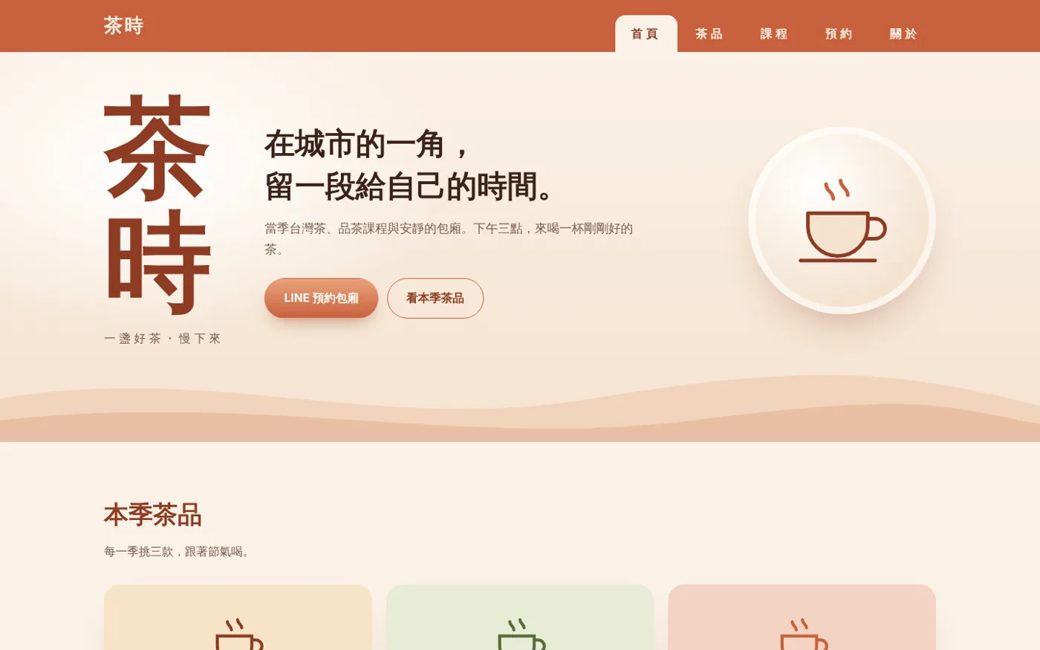 茶時
首頁 茶品 課程 預約 關於
茶
時
一盞好茶・慢下來
在城市的一角，
留一段給自己的時間。
當季台灣茶、品茶課程與安靜的包廂。下午三點，來喝一杯剛剛好的
茶。
LINE 預約包廂 看本季茶品
本季茶品
每一季挑三款，跟著節氣喝。